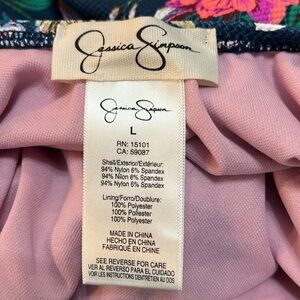 Jessica Simpson
Jessica Simpson
L
RN: 15101
CA: 59087
Shell/Exterior/Extérieur:
94% Nylon 6% Spandex
94% Nilon 6% Spandex
94% Nylon 6% Spandex
Lining/Forro/Doublure:
100% Polyester
100% Poliester
100% Polyester
MADE IN CHINA
HECHO EN CHINA
FABRIQUÉ EN CHINE
SEE REVERSE FOR CARE
VER AL REVERSO PARA EL CUIDADO
VOIR LES INSTRUCTIONS D'ENTRETIEN AU DOS